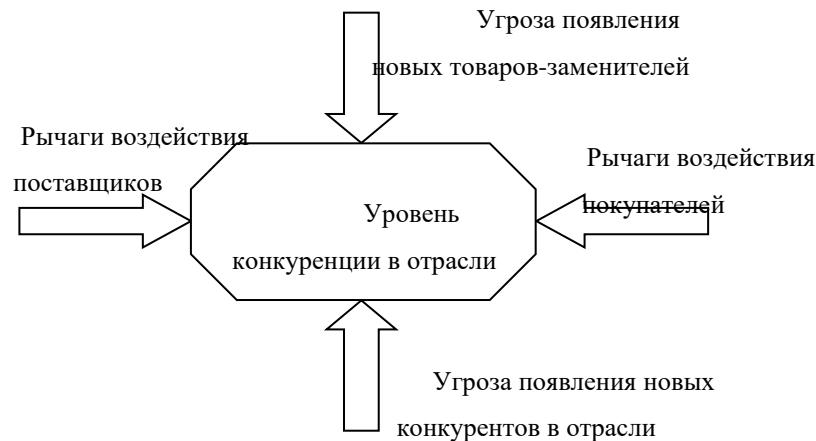 Угроза появления
новых товаров-заменителей
Рычаги воздействия
поставщиков
Рычаги воздействия
покупателей
Уровень
конкуренции в отрасли
Угроза появления новых
конкурентов в отрасли